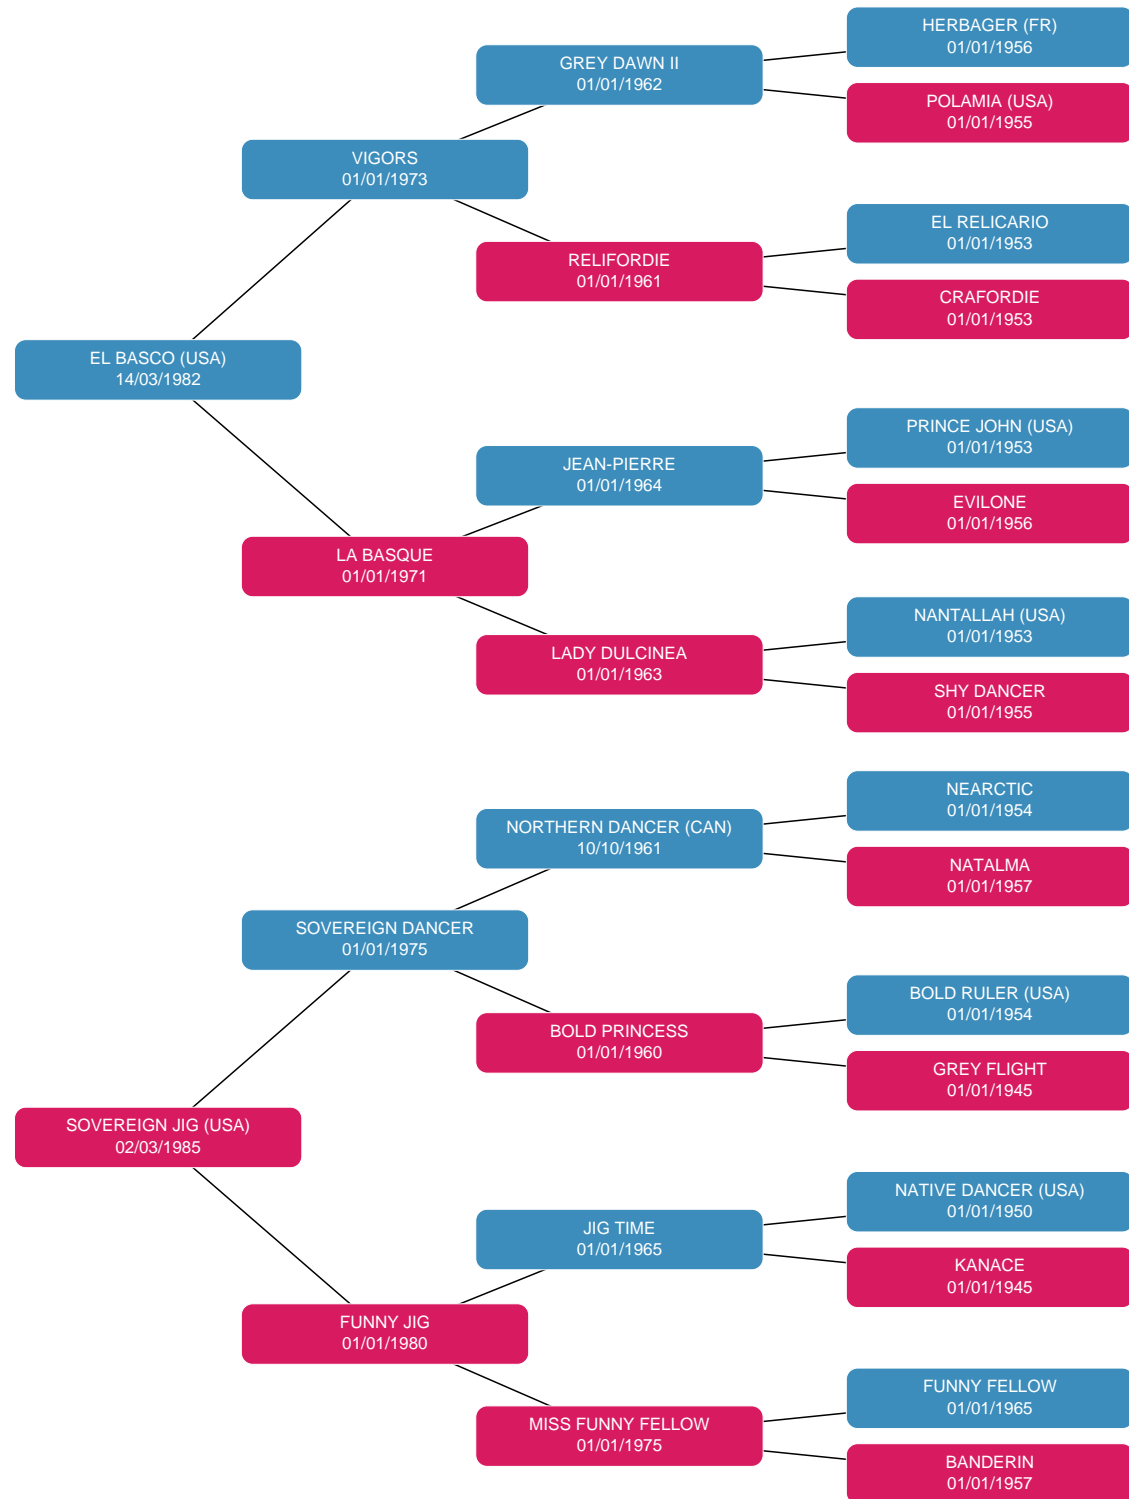 HERBAGER (FR)
01/01/1956
GREY DAWN II
01/01/1962
POLAMIA (USA)
01/01/1955
VIGORS
01/01/1973
EL RELICARIO
01/01/1953
RELIFORDIE
01/01/1961
CRAFORDIE
01/01/1953
EL BASCO (USA)
14/03/1982
PRINCE JOHN (USA)
01/01/1953
JEAN-PIERRE
01/01/1964
EVILONE
01/01/1956
LA BASQUE
01/01/1971
NANTALLAH (USA)
01/01/1953
LADY DULCINEA
01/01/1963
SHY DANCER
01/01/1955
NEARCTIC
01/01/1954
NORTHERN DANCER (CAN)
10/10/1961
NATALMA
01/01/1957
SOVEREIGN DANCER
01/01/1975
BOLD RULER (USA)
01/01/1954
BOLD PRINCESS
01/01/1960
GREY FLIGHT
01/01/1945
SOVEREIGN JIG (USA)
02/03/1985
NATIVE DANCER (USA)
01/01/1950
JIG TIME
01/01/1965
KANACE
01/01/1945
FUNNY JIG
01/01/1980
FUNNY FELLOW
01/01/1965
MISS FUNNY FELLOW
01/01/1975
BANDERIN
01/01/1957